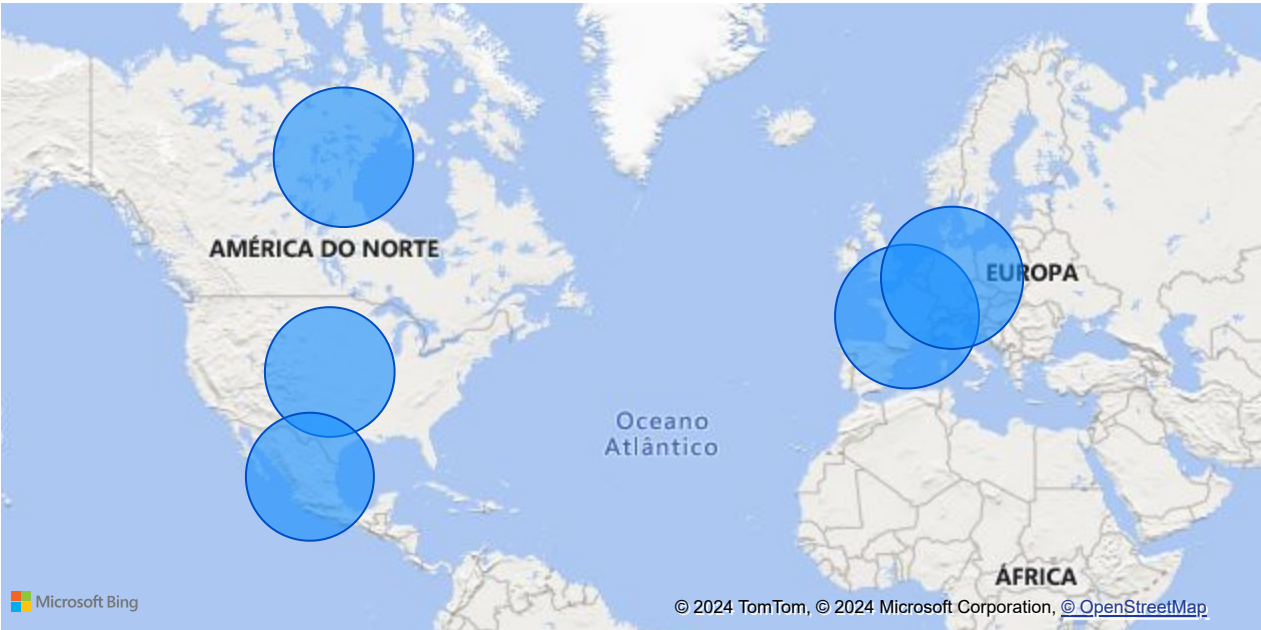 AMÉRICA DO NORTE
EUROPA
Oceano
Atlântico
ÁFRICA
Microsoft Bing
© 2024 TomTom, © 2024 Microsoft Corporation, © OpenStreetMap